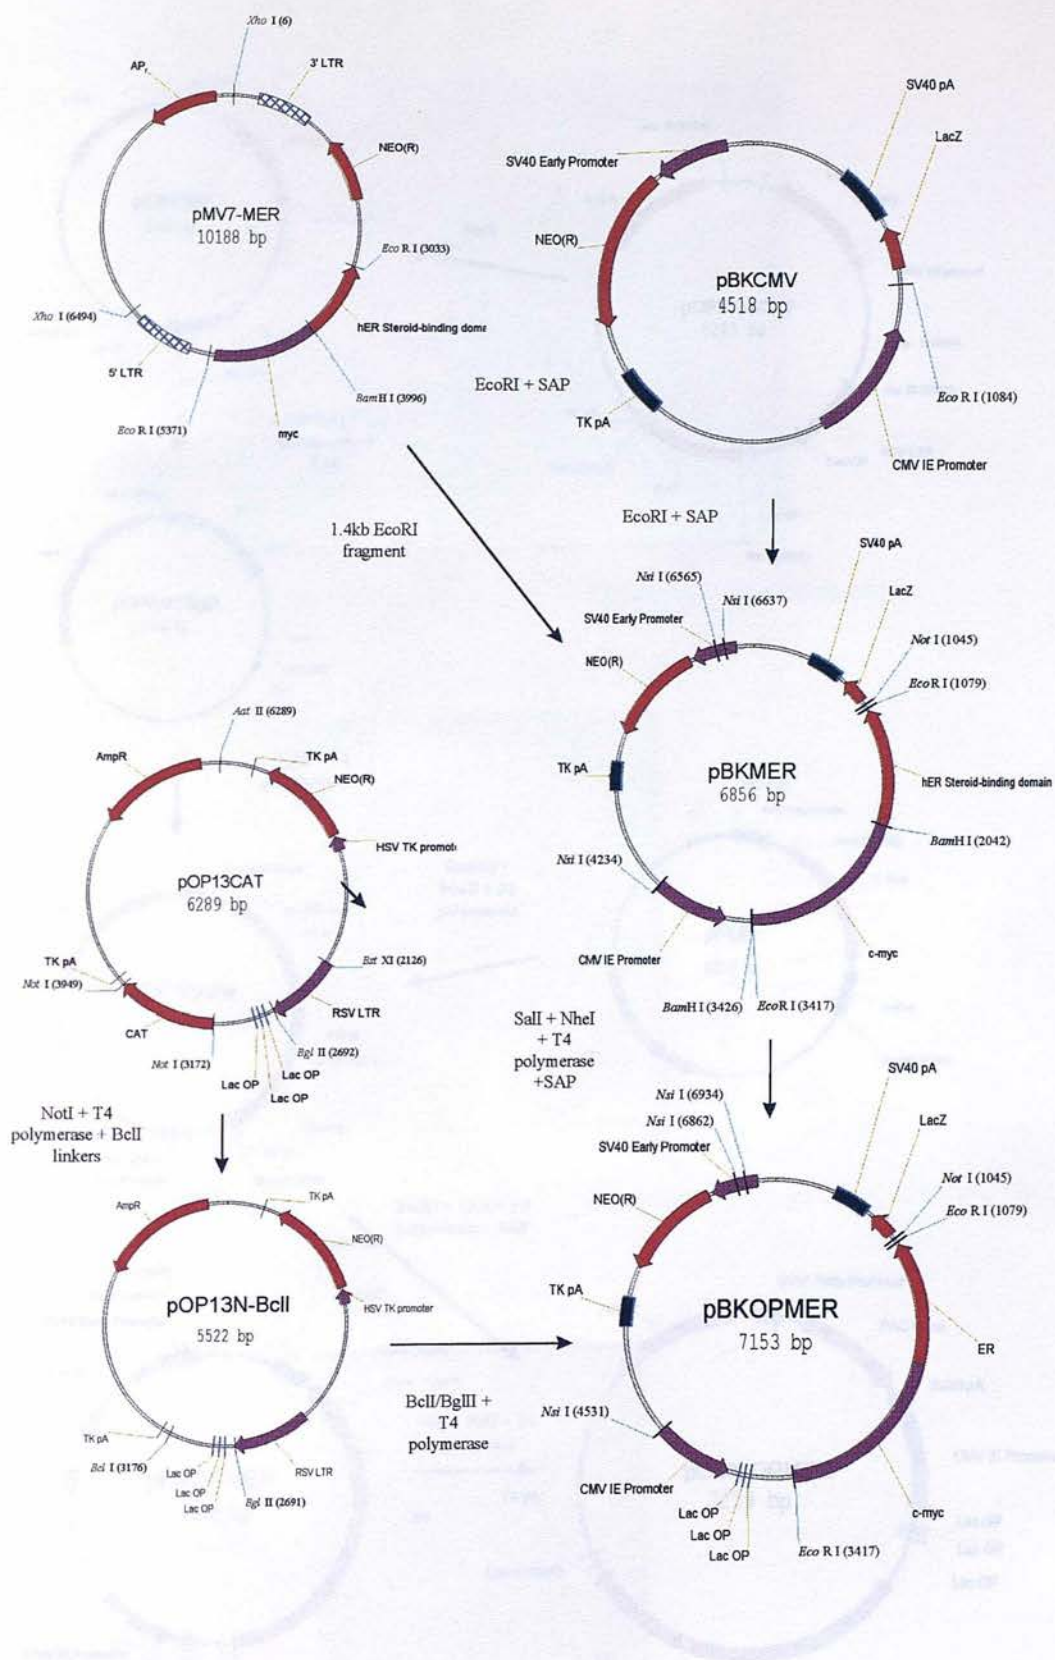 Xho I (6)
3' LTR
APr
NEO(R)
pMV7-MER
10188 bp
Eco R I (3033)
Xho I (6494)
hER Steroid-binding doma
5' LTR
BamH I (3996)
Eco R I (5371)
myc
SV40 pA
LacZ
SV40 Early Promoter
NEO(R)
pBKCMV
4518 bp
EcoRI + SAP
TK pA
Eco R I (1084)
CMV IE Promoter
1.4kb EcoRI
fragment
EcoRI + SAP
SV40 pA
Nsi I (6565)
Nsi I (6637)
LacZ
SV40 Early Promoter
Not I (1045)
NEO(R)
EcoR I (1079)
TK pA
pBKMER
6856 bp
hER Steroid-binding domain
BamH I (2042)
Nsi I (4234)
c-myc
CMV IE Promoter
BamH I (3426)
EcoR I (3417)
Aat II (6289)
AmpR
TK pA
NEO(R)
HSV TK promot
pOP13CAT
6289 bp
TK pA
Bst XI (2126)
Not I (3949)
CAT
RSV LTR
Bgl II (2692)
Not I (3172)
Lac OP
Lac OP
Lac OP
SalI + NheI
+ T4
polymerase
+SAP
NotI + T4
polymerase + BclI
linkers
AmpR
TK pA
NEO(R)
pOP13N-BclI
5522 bp
HSV TK promoter
TK pA
Bcl I (3176)
Lac OP
Lac OP
Lac OP
Bgl II (2691)
RSV LTR
BclI/BglII +
T4
polymerase
SV40 pA
Nsi I (6934)
Nsi I (6862)
LacZ
SV40 Early Promoter
Not I (1045)
NEO(R)
Eco R I (1079)
TK pA
pBKOPMER
7153 bp
ER
Nsi I (4531)
CMV IE Promoter
c-myc
Lac OP
Lac OP
Lac OP
Eco R I (3417)